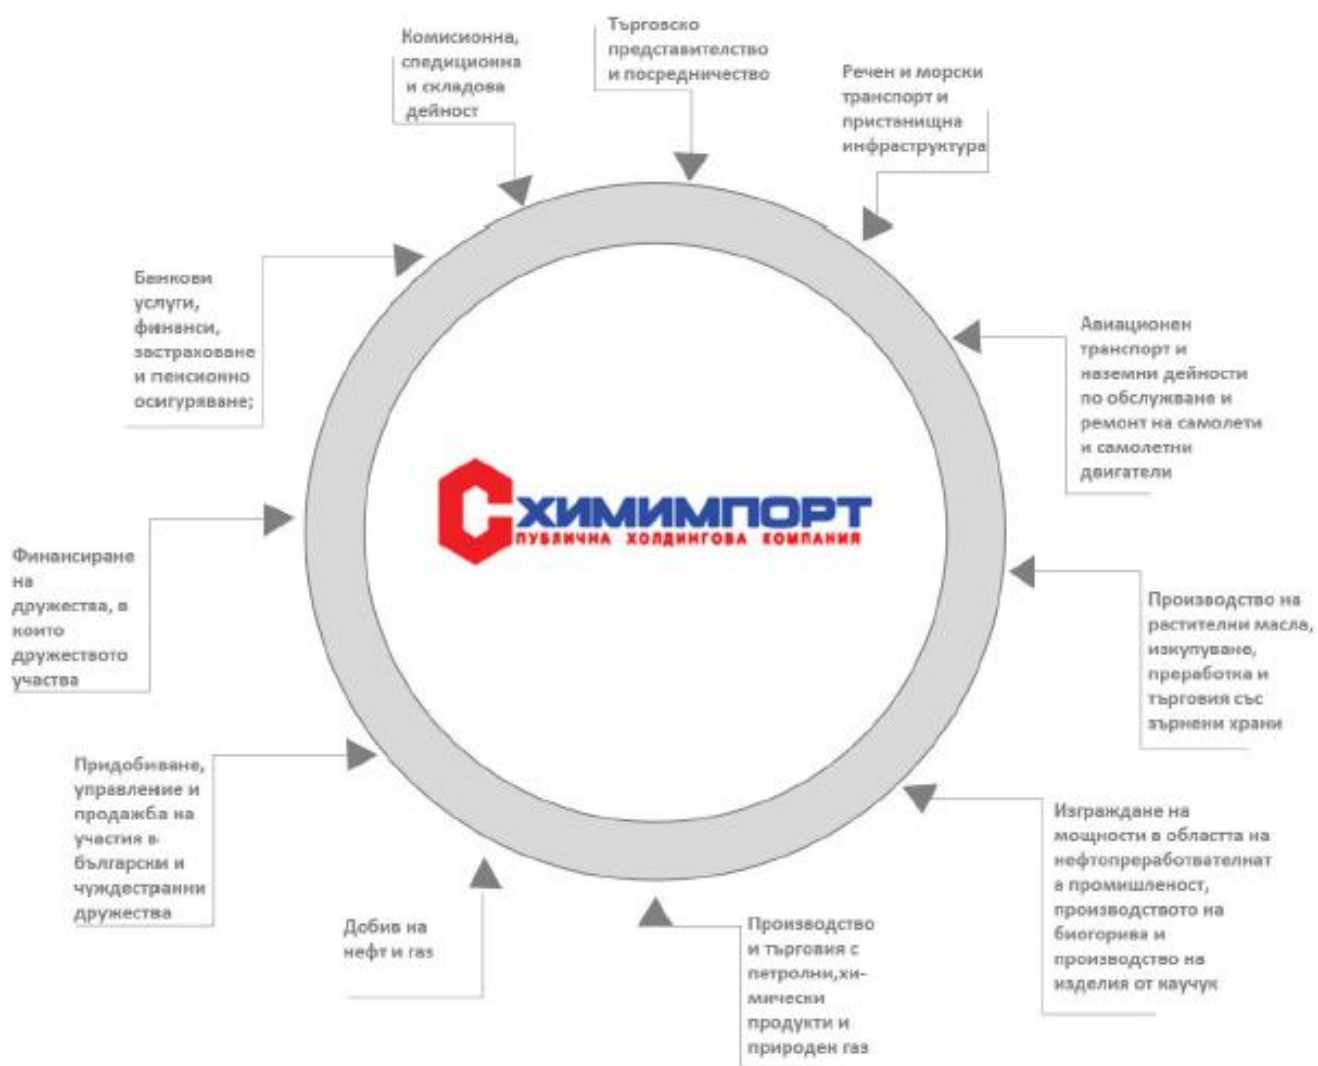 Комисионна,
спедиционна
и складова
дейност
Търговско
представителство
и посредничество
Речен и морски
транспорт и
пристанищна
инфраструктура
Авиационен
транспорт и
наземни дейности
по обслужване и
ремонт на самолети
и самолетни
двигатели
Производство на
растителни масла,
изкупуване,
преработка и
търговия със
зърнени храни
Изграждане на
мощности в областта на
нефтопреработвателнат
а промишленост,
производството на
биогорива и
производство на
изделия от каучук
Производство
и търговия с
петролни,хи-
мически
продукти и
природен газ
Добив на
нефт и газ
Придобиване,
управление и
продажба на
участия в
български и
чуждестранни
дружества
Финансиране
на
дружества, в
които
дружеството
участва
Банкови
услуги,
финанси,
застраховане
и пенсионно
осигуряване;
ХИМИМПОРТ
ПУБЛИЧНА ХОЛДИНГОВА КОМПАНИЯ